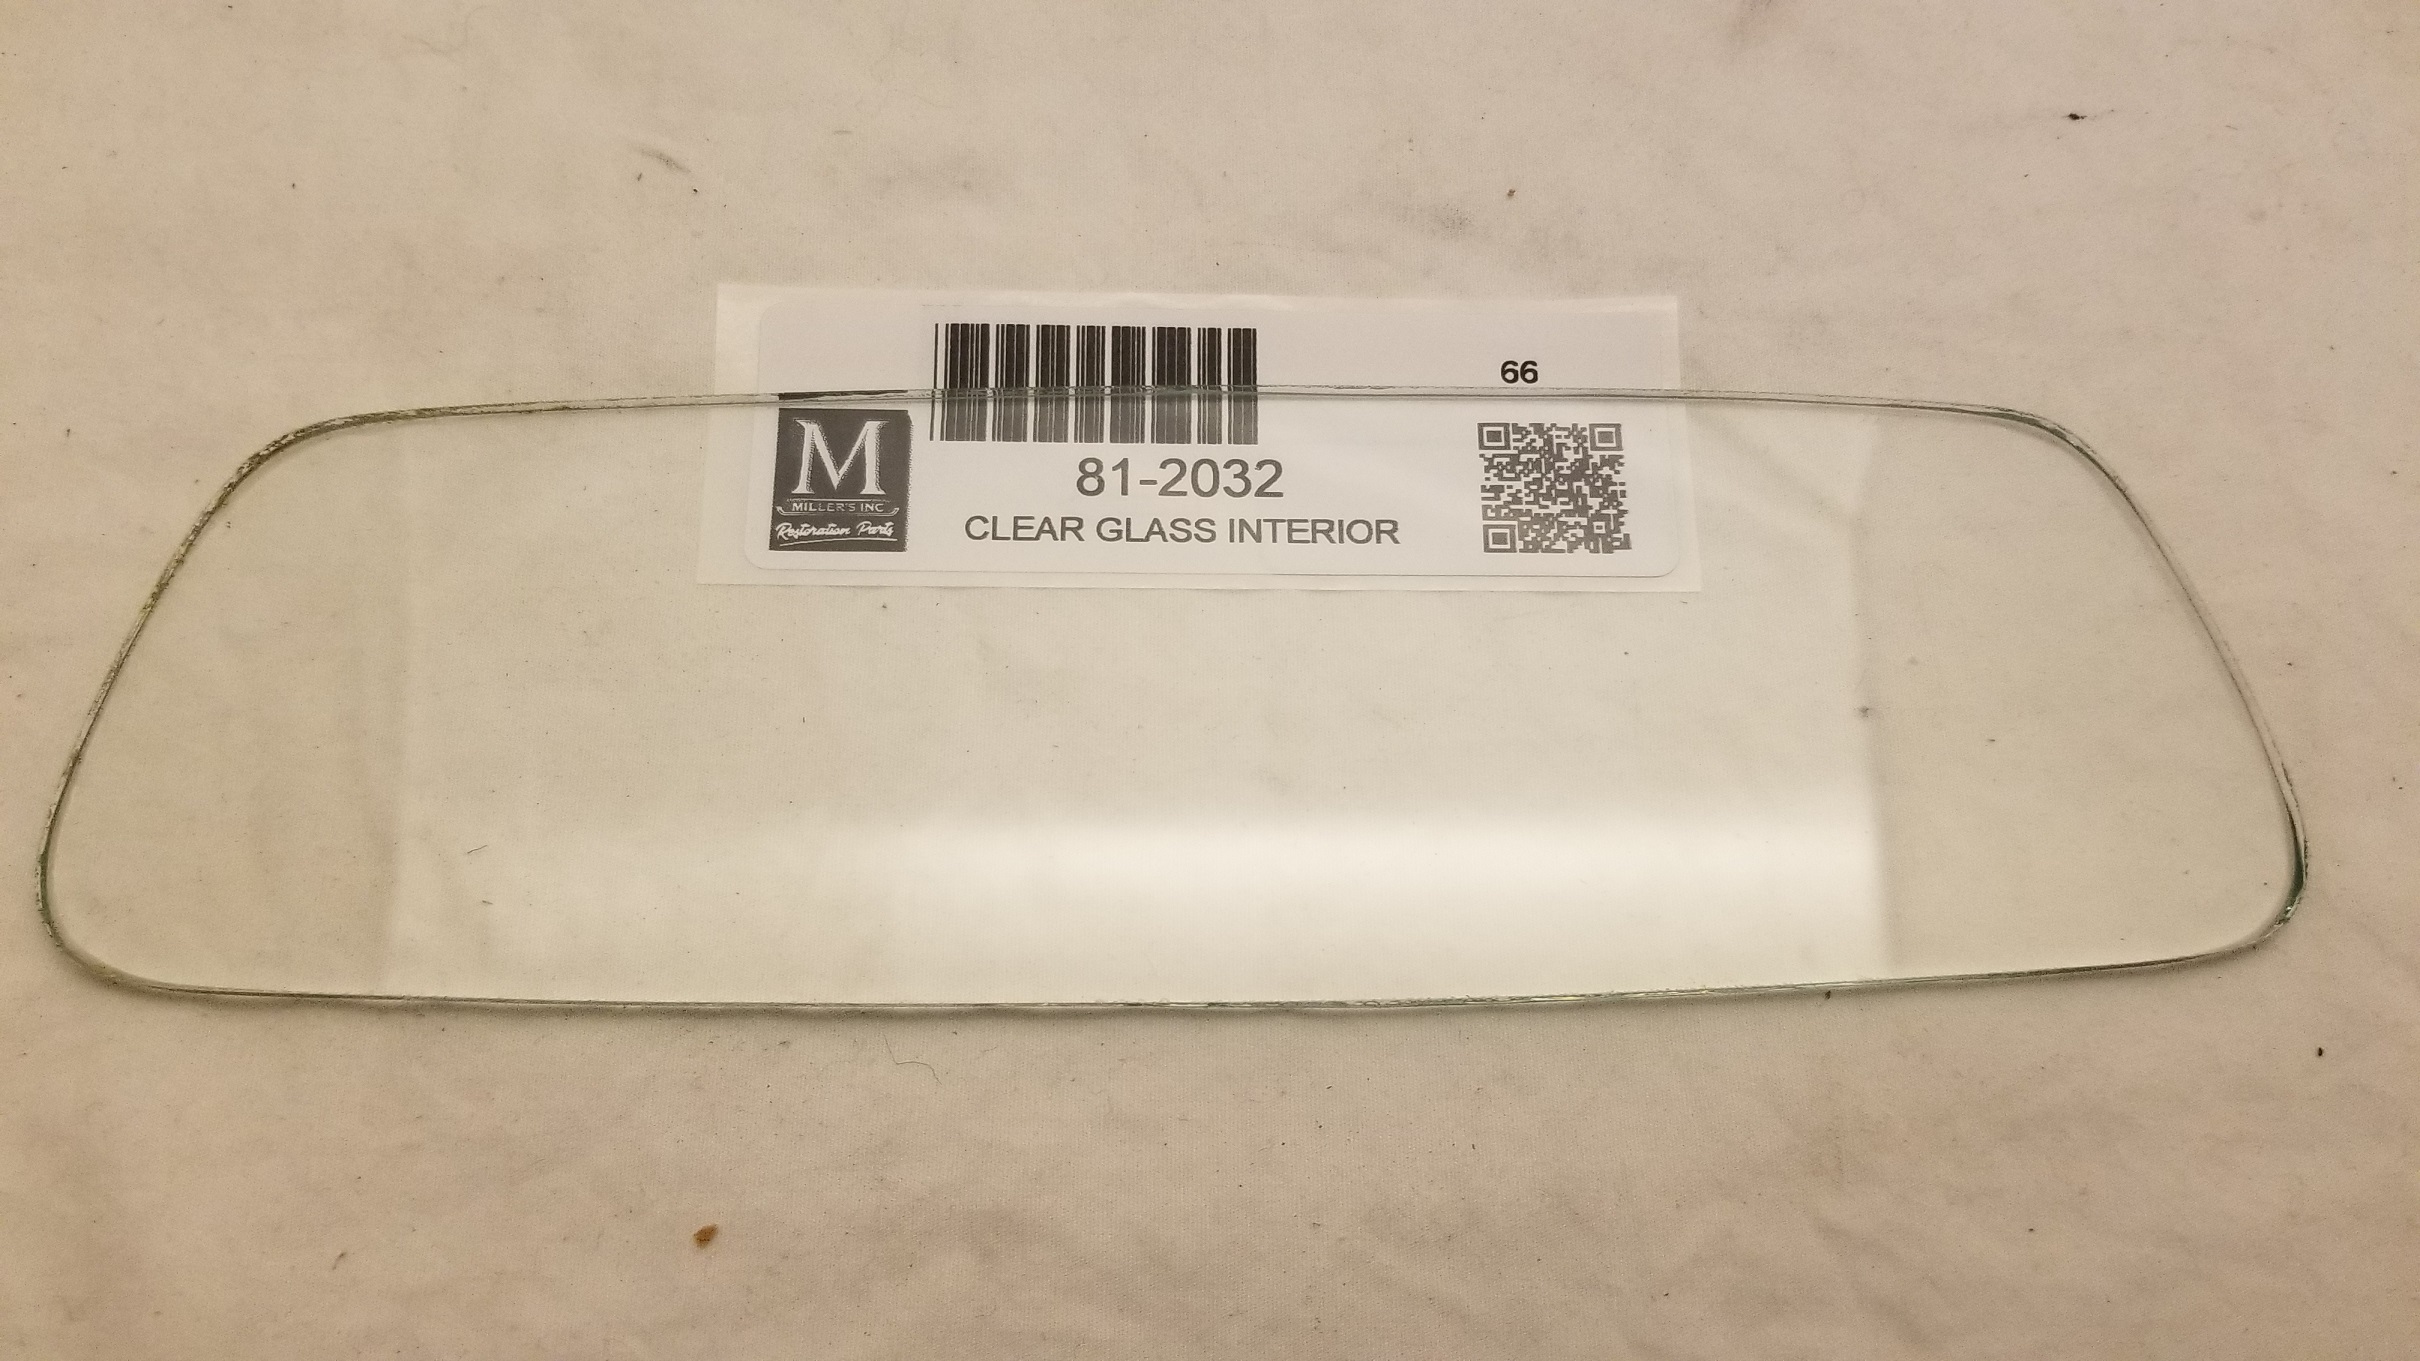 66
81-2032
CLEAR GLASS INTERIOR
M
MILLER'S INC
Restoration Parts